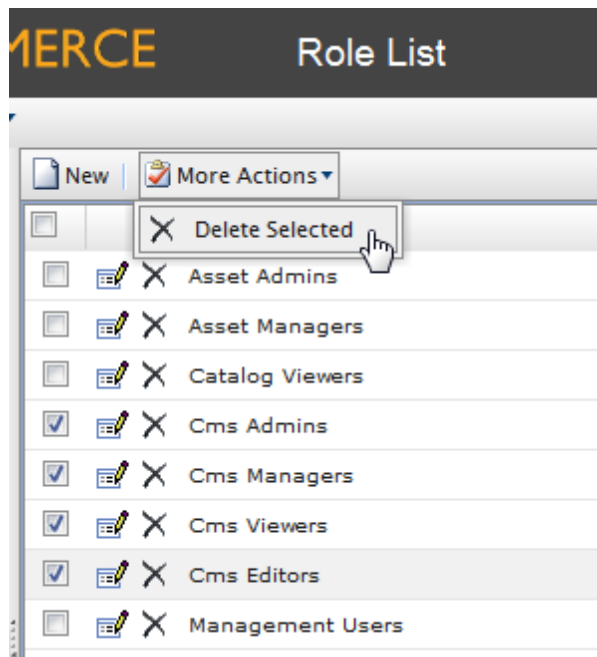 MERCE Role List
New More Actions
Delete Selected
Asset Admins
Asset Managers
Catalog Viewers
Cms Admins
Cms Managers
Cms Viewers
Cms Editors
Management Users